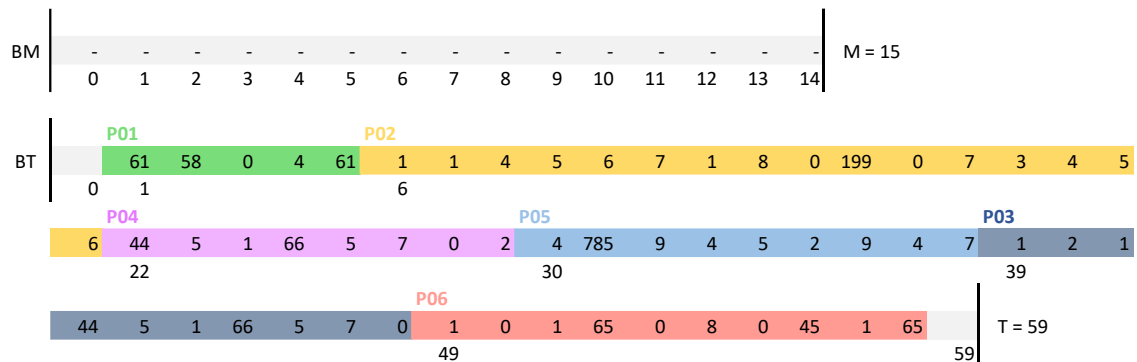 BM - - - - - - - - - - - - - - - M = 15
0 1 2 3 4 5 6 7 8 9 10 11 12 13 14
P01 P02
BT 61 58 0 4 61 1 1 4 5 6 7 1 8 0 199 0 7 3 4 5
0 1 6
P04 P05 P03
6 44 5 1 66 5 7 0 2 4 785 9 4 5 2 9 4 7 1 2 1
22 30 39
P06
44 5 1 66 5 7 0 1 0 1 65 0 8 0 45 1 65 T = 59
49 59